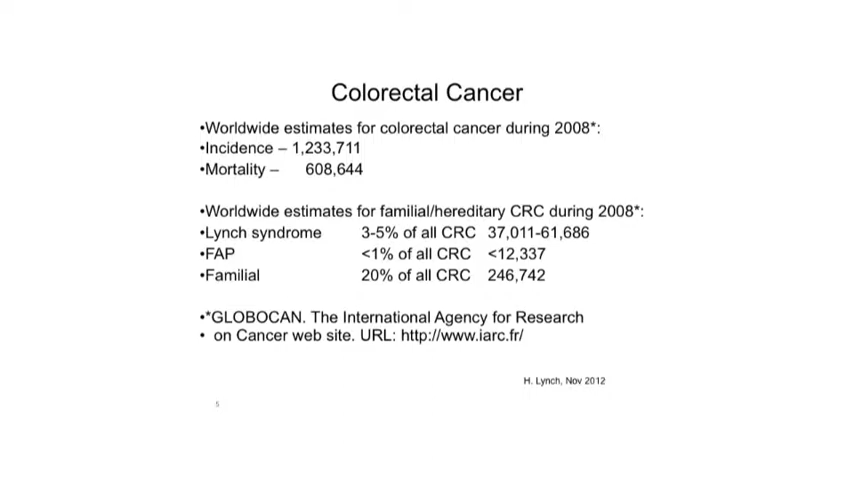 Colorectal Cancer
•Worldwide estimates for colorectal cancer during 2008*:
•Incidence – 1,233,711
•Mortality – 608,644
•Worldwide estimates for familial/hereditary CRC during 2008*:
•Lynch syndrome 3-5% of all CRC 37,011-61,686
•FAP <1% of all CRC <12,337
•Familial 20% of all CRC 246,742
•*GLOBOCAN. The International Agency for Research
• on Cancer web site. URL: http://www.iarc.fr/
H. Lynch, Nov 2012
5